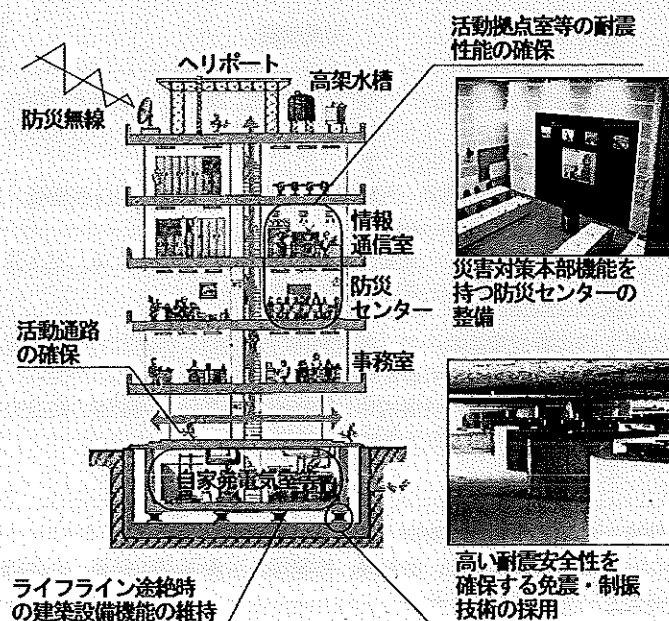 活動拠点室等の耐震
性能の確保
ヘリポート
高架水槽
防災無線
情報
通信室
防災
センター
災害対策本部機能を
持つ防災センターの
整備
活動通路
の確保
事務室
自家発電気室等
高い耐震安全性を
確保する免震・制振
技術の採用
ライフライン途絶時
の建築設備機能の維持